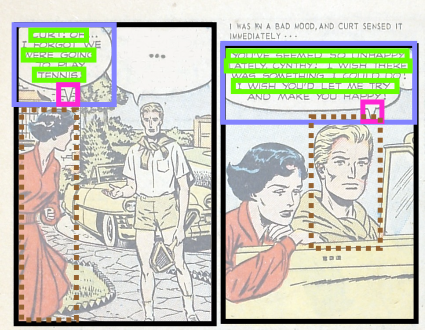 CURT, OH...
I FORGOT WE
WERE GOING
TO PLAY
TENNIS!
...
I WAS IN A BAD MOOD, AND CURT SENSED IT
IMMEDIATELY...
YOU'VE SEEMED SO UNHAPPY
LATELY, CYNTHY! I WISH THERE
WAS SOMETHING I COULD DO!
I WISH YOU'D LET ME TRY
AND MAKE YOU HAPPY!
...